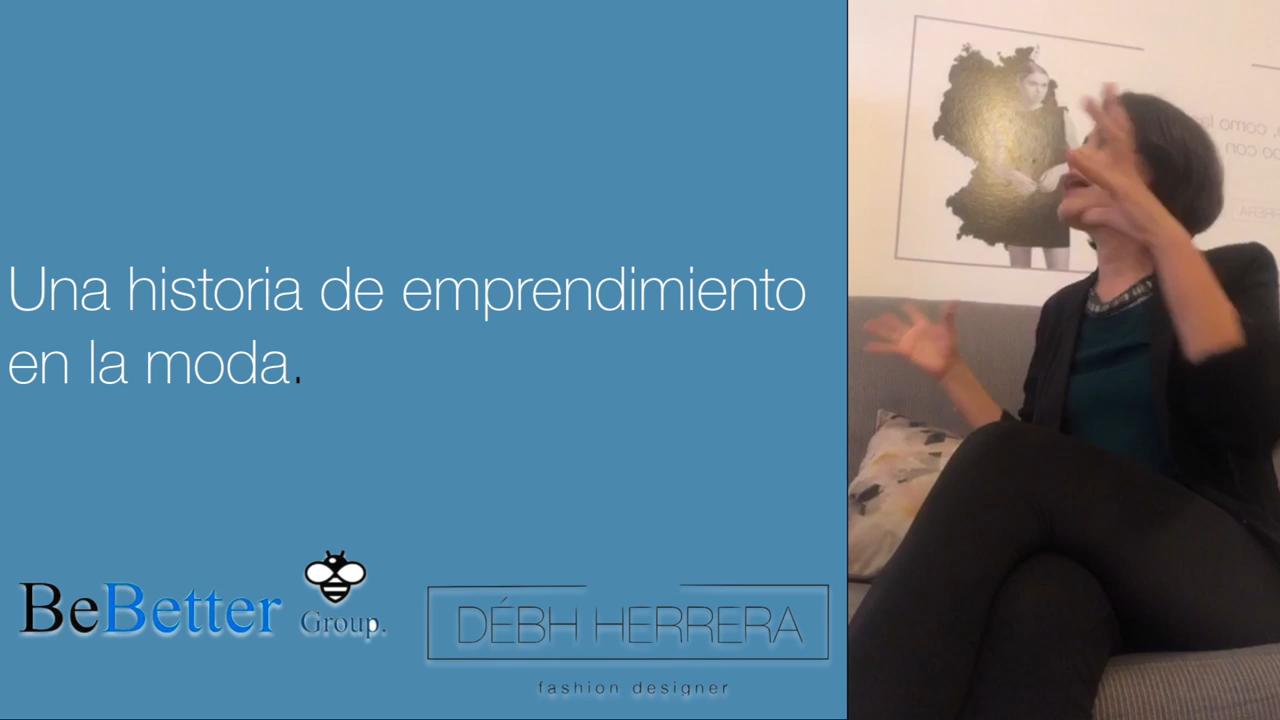 Una historia de emprendimiento
en la moda.
BeBetter
Group.
DÉBH HERRERA
fashion designer